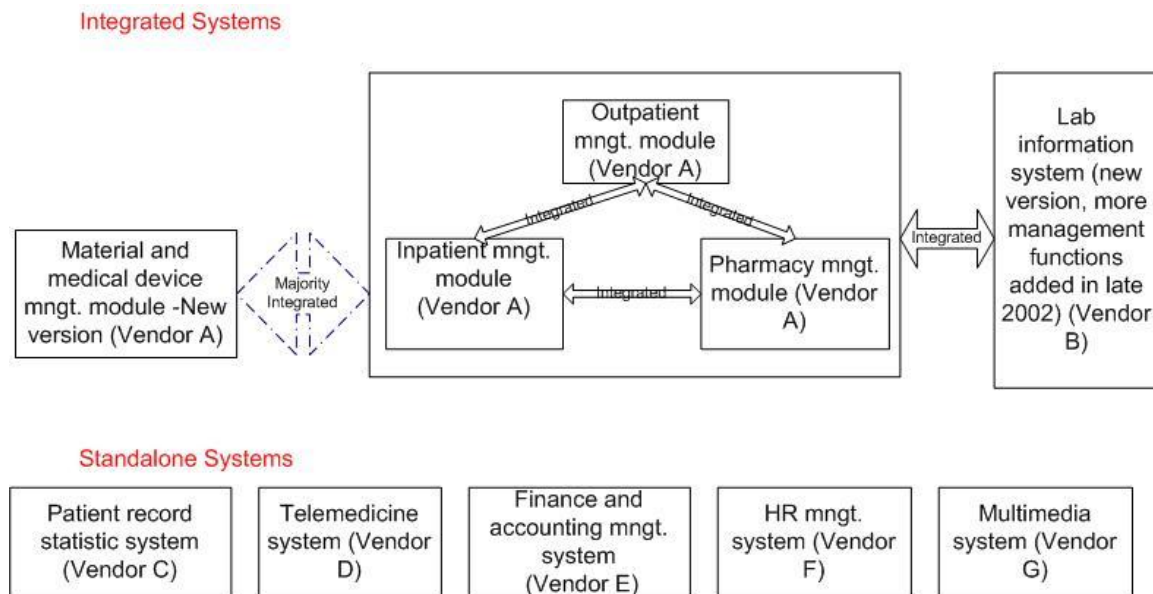 Integrated Systems
Outpatient
mngt. module
(Vendor A)
Integrated
Integrated
Lab
information
system (new
version, more
management
functions
added in late
2002) (Vendor
B)
Integrated
Material and
medical device
mngt. module -New
version (Vendor A)
Majority
Integrated
Inpatient mngt.
module
(Vendor A)
Integrated
Pharmacy mngt.
module (Vendor
A)
Standalone Systems
Patient record
statistic system
(Vendor C)
Telemedicine
system (Vendor
D)
Finance and
accounting mngt.
system
(Vendor E)
HR mngt.
system (Vendor
F)
Multimedia
system (Vendor
G)